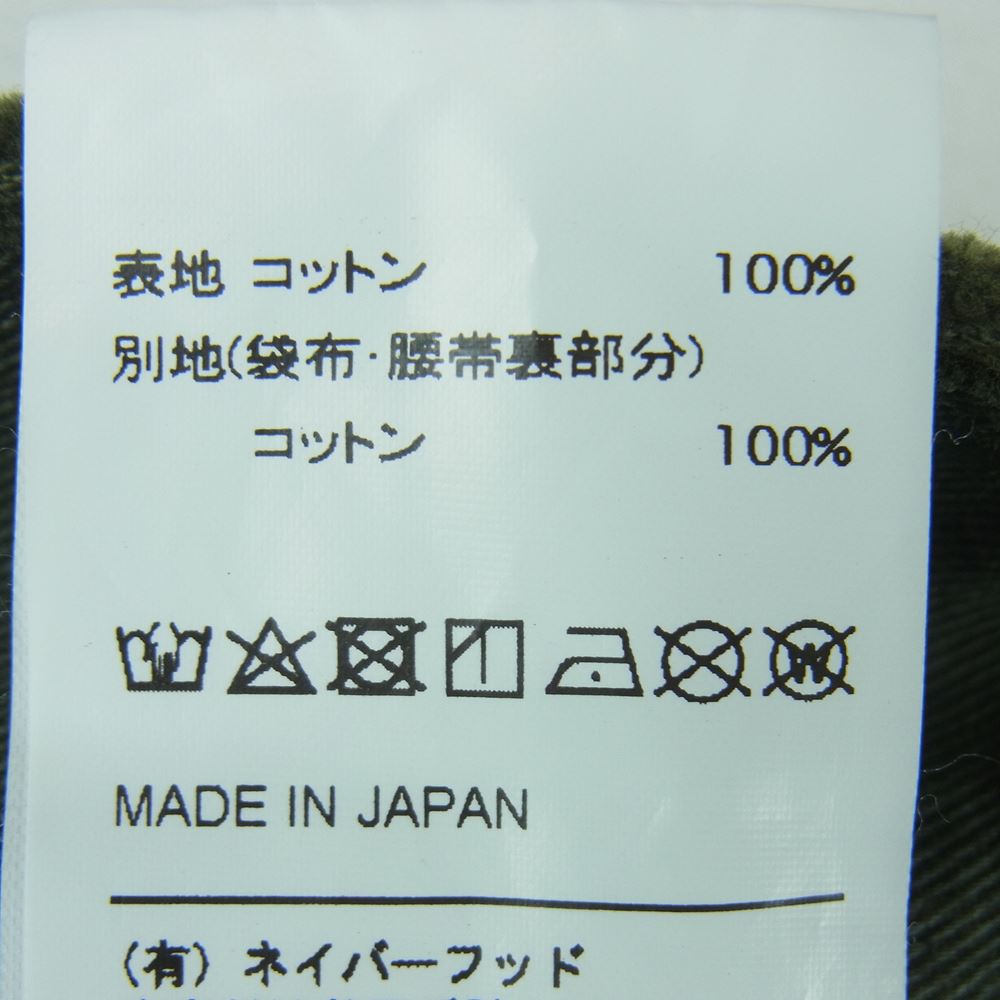 表地 コットン 100%
別地(袋布・腰帯裏部分)
コットン 100%
MADE IN JAPAN
(有) ネイバーフッド